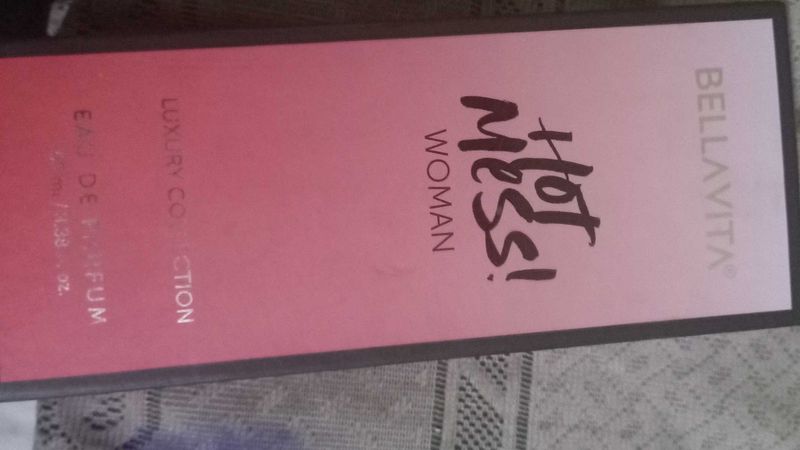 BELLAVITA®
Hot
Mess!
WOMAN
LUXURY COLLECTION
EAU DE PARFUM